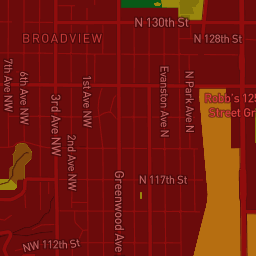 N 130th St
BROADVIEW
N 128th St
7th Ave NW
6th Ave NW
1st Ave NW
3rd Ave NW
2nd Ave NW
Evanston Ave N
N Park Ave N
Robb's 125
Street Gr
Greenwood Ave
N 117th St
NW 112th St